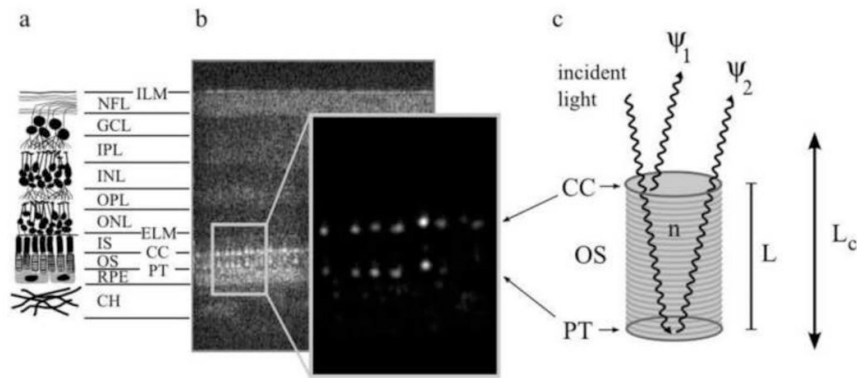 a
b
c
ILM
NFL
GCL
IPL
INL
OPL
ONL
ELM
IS
CC
OS
PT
RPE
CH
incident
light
Ψ1
Ψ2
CC
OS
n
L
Lc
PT